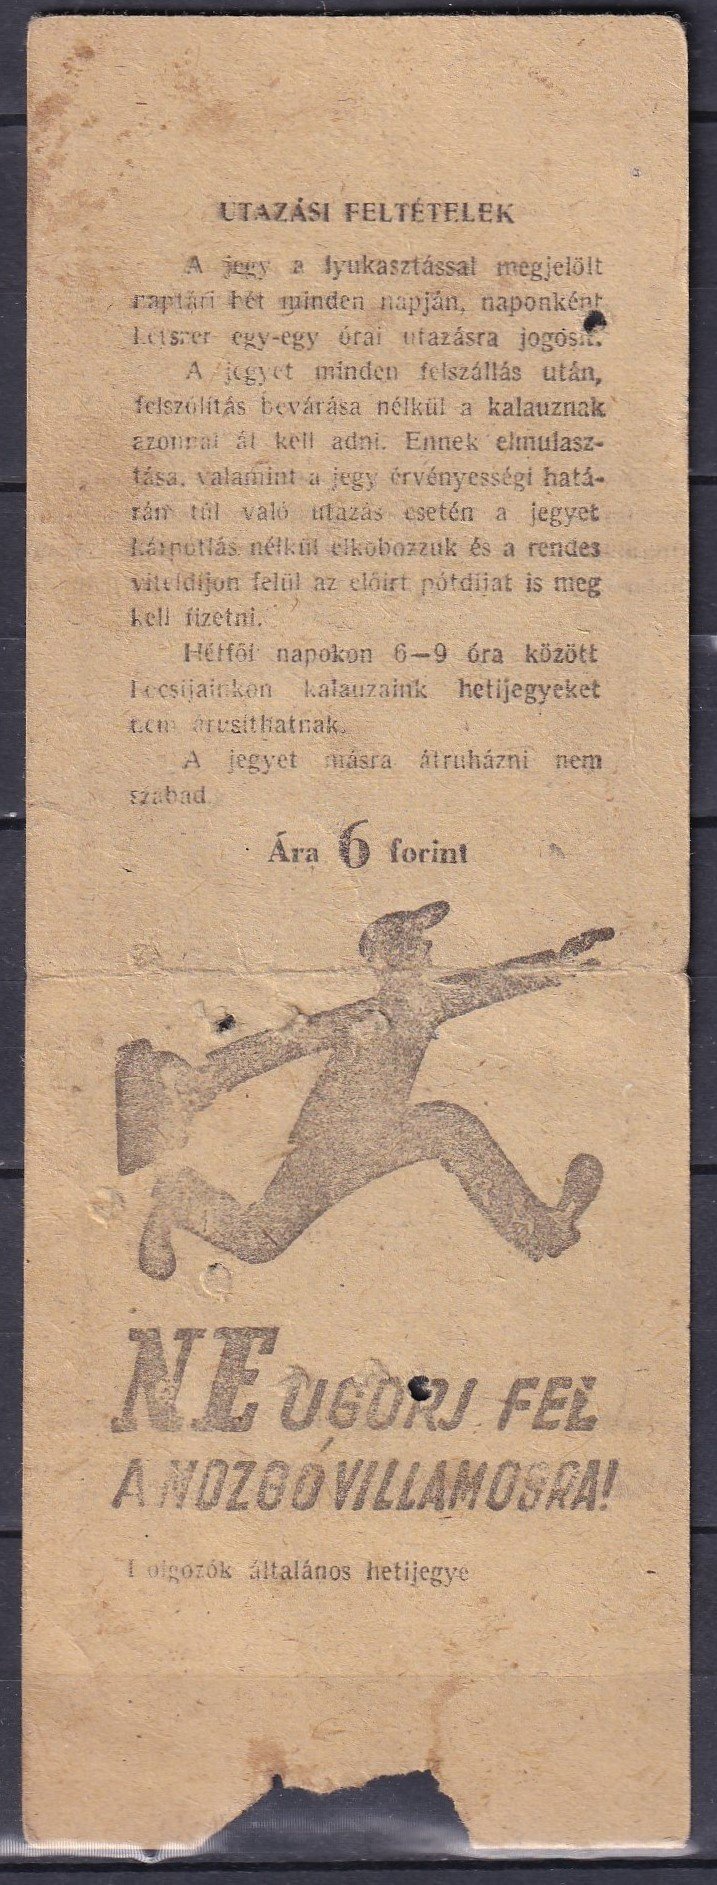 UTAZÁSI FELTÉTELEK
A jegy a lyukasztással megjelölt
naptári hét minden napján, naponként
kétszer egy-egy órai utazásra jogosít.
A jegyet minden felszállás után,
felszólítás bevárása nélkül a kalauznak
azonnal át kell adni. Ennek elmulasz-
tása, valamint a jegy érvényességi hatá-
rán túl való utazás esetén a jegyet
kárpótlás nélkül elkobozzuk és a rendes
viteldíjon felül az előírt pótdíjat is meg
kell fizetni.
Hétfői napokon 6—9 óra között
kocsijainkon kalauzaink hetijegyeket
nem árusíthatnak.
A jegyet másra átruházni nem
szabad.
Ára 6 forint
NE UGORJ FEL
A MOZGÓ VILLAMOSRA!
Dolgozók általános hetijegye